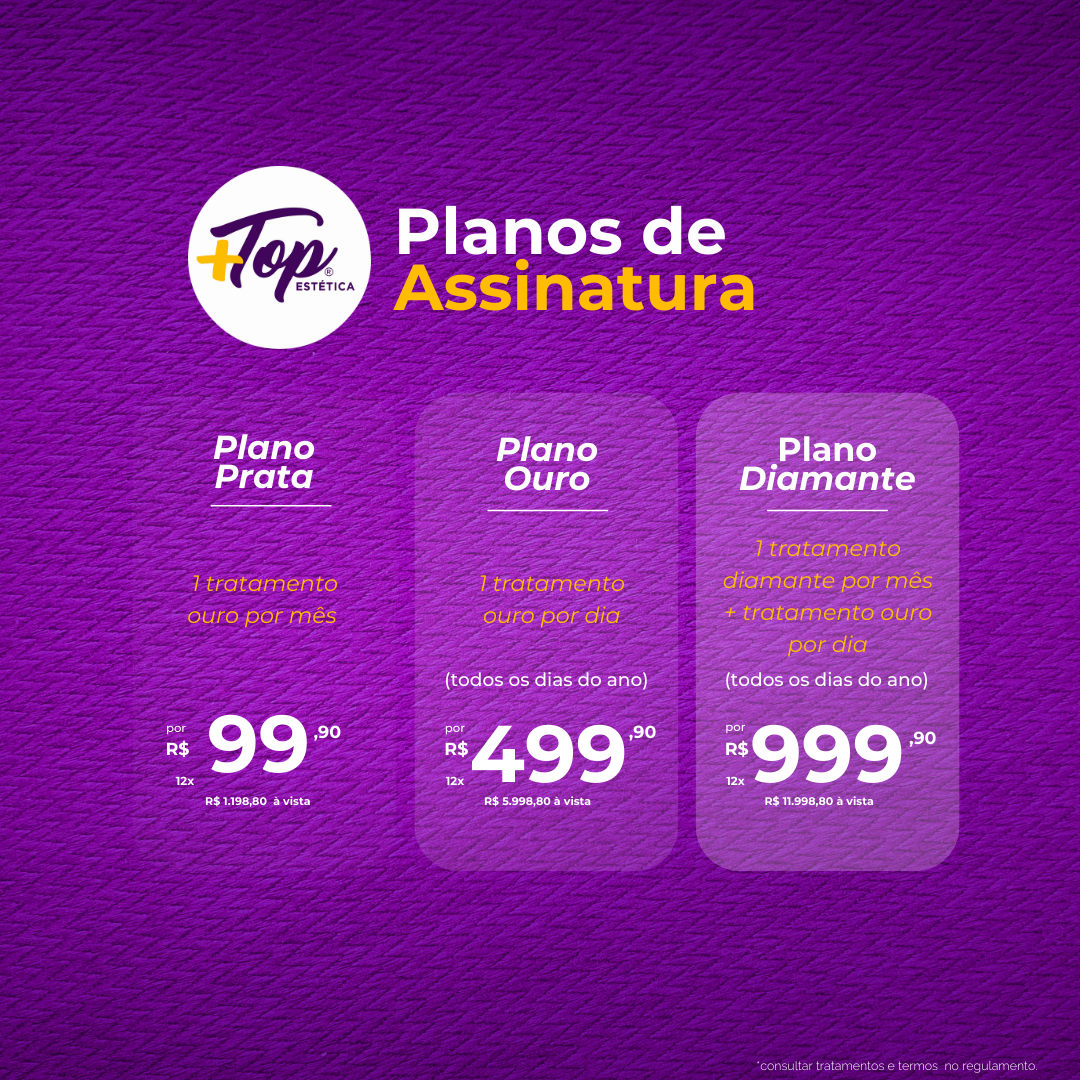 +Top®
ESTÉTICA
Planos de
Assinatura
Plano
Prata
1 tratamento
ouro por mês
por
R$ 99,90
12x
R$ 1.198,80 à vista
Plano
Ouro
1 tratamento
ouro por dia
(todos os dias do ano)
por
R$ 499,90
12x
R$ 5.998,80 à vista
Plano
Diamante
1 tratamento
diamante por mês
+ tratamento ouro
por dia
(todos os dias do ano)
por
R$ 999,90
12x
R$ 11.998,80 à vista
*consultar tratamentos e termos no regulamento.